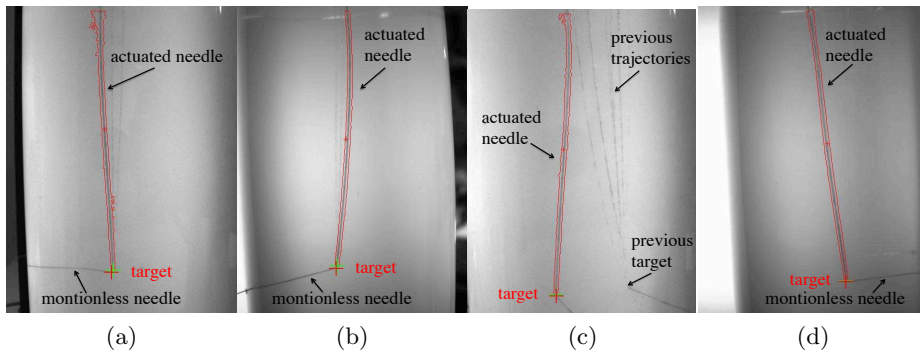 actuated needle
target
montionless needle
(a)
actuated
needle
target
montionless needle
(b)
previous
trajectories
actuated
needle
previous
target
target
(c)
actuated
needle
target
montionless needle
(d)